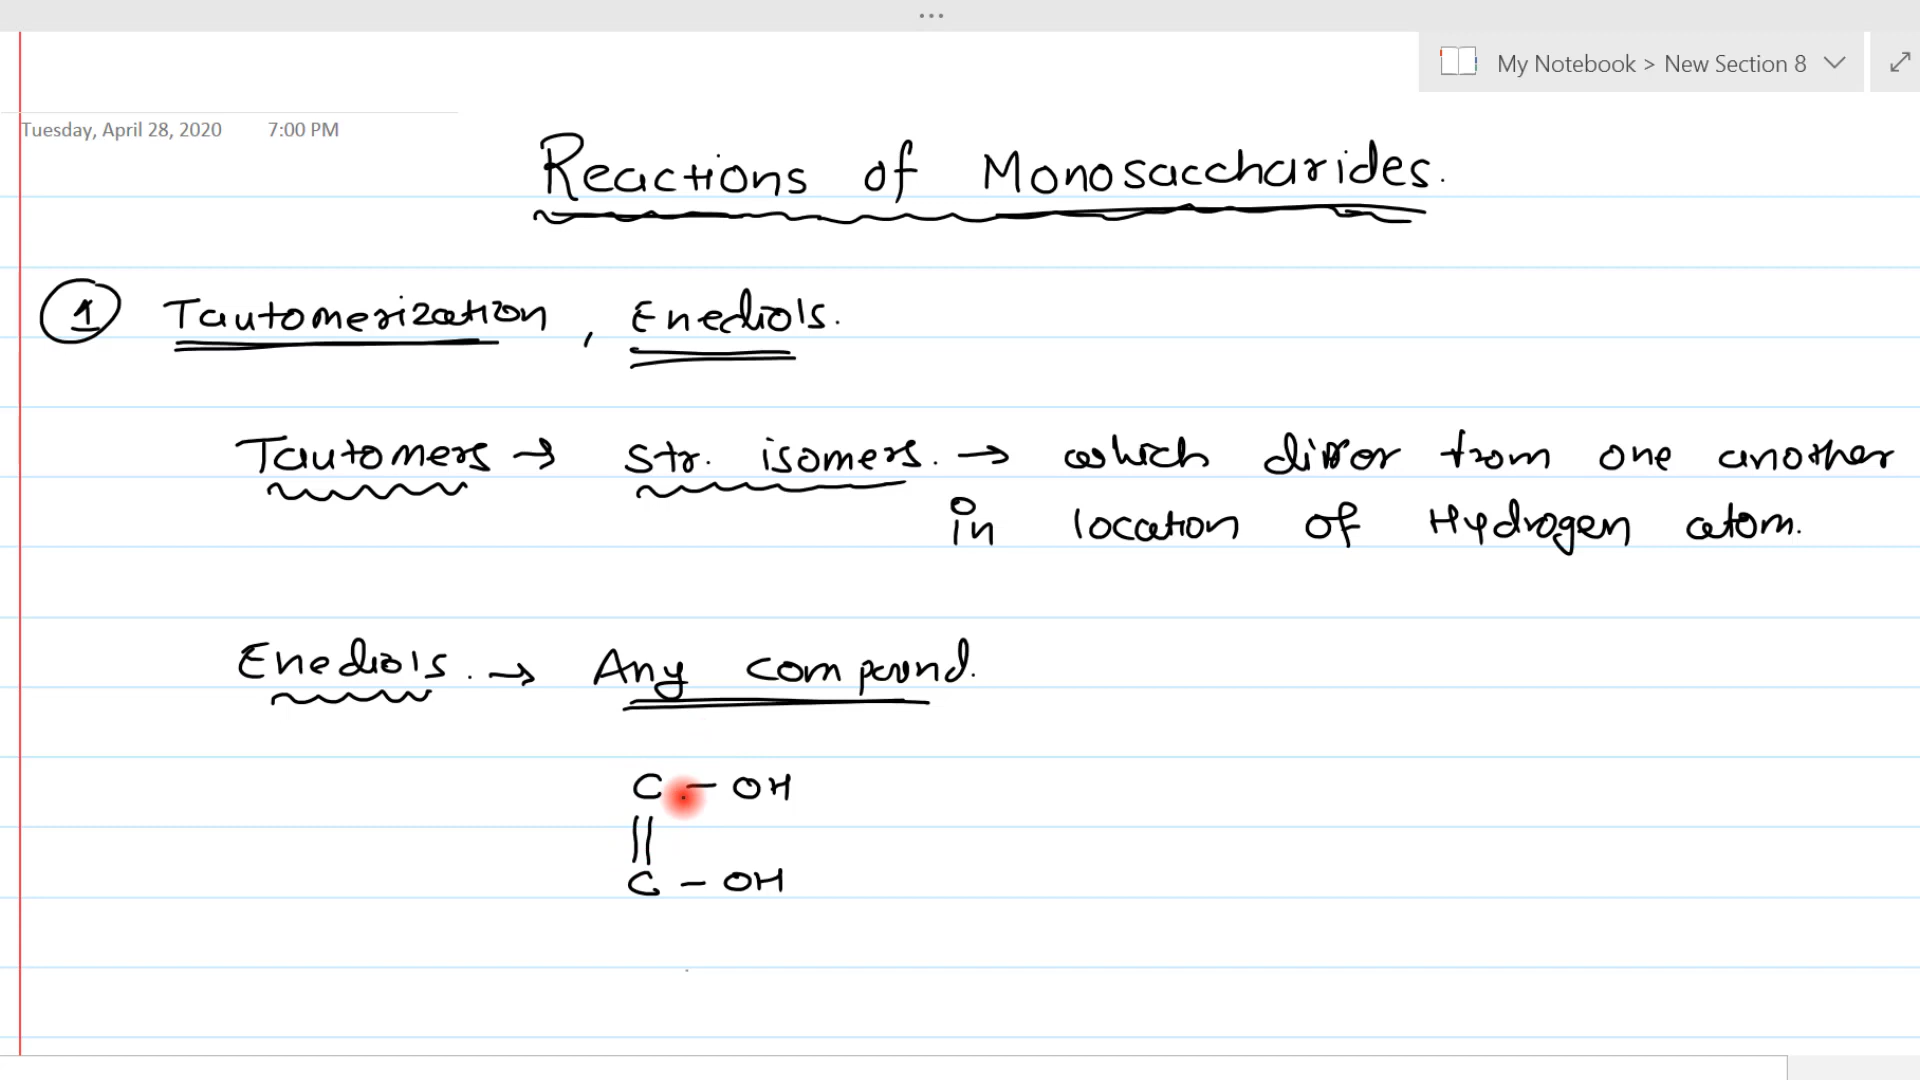 ...
My Notebook > New Section 8
Tuesday, April 28, 2020 7:00 PM
Reactions of Monosaccharides.
1 Tautomerization, Enediols.
Tautomers → str. isomers. → which differ from one another
in location of Hydrogen atom.
Enediols. → Any compound.
C - OH
||
C - OH